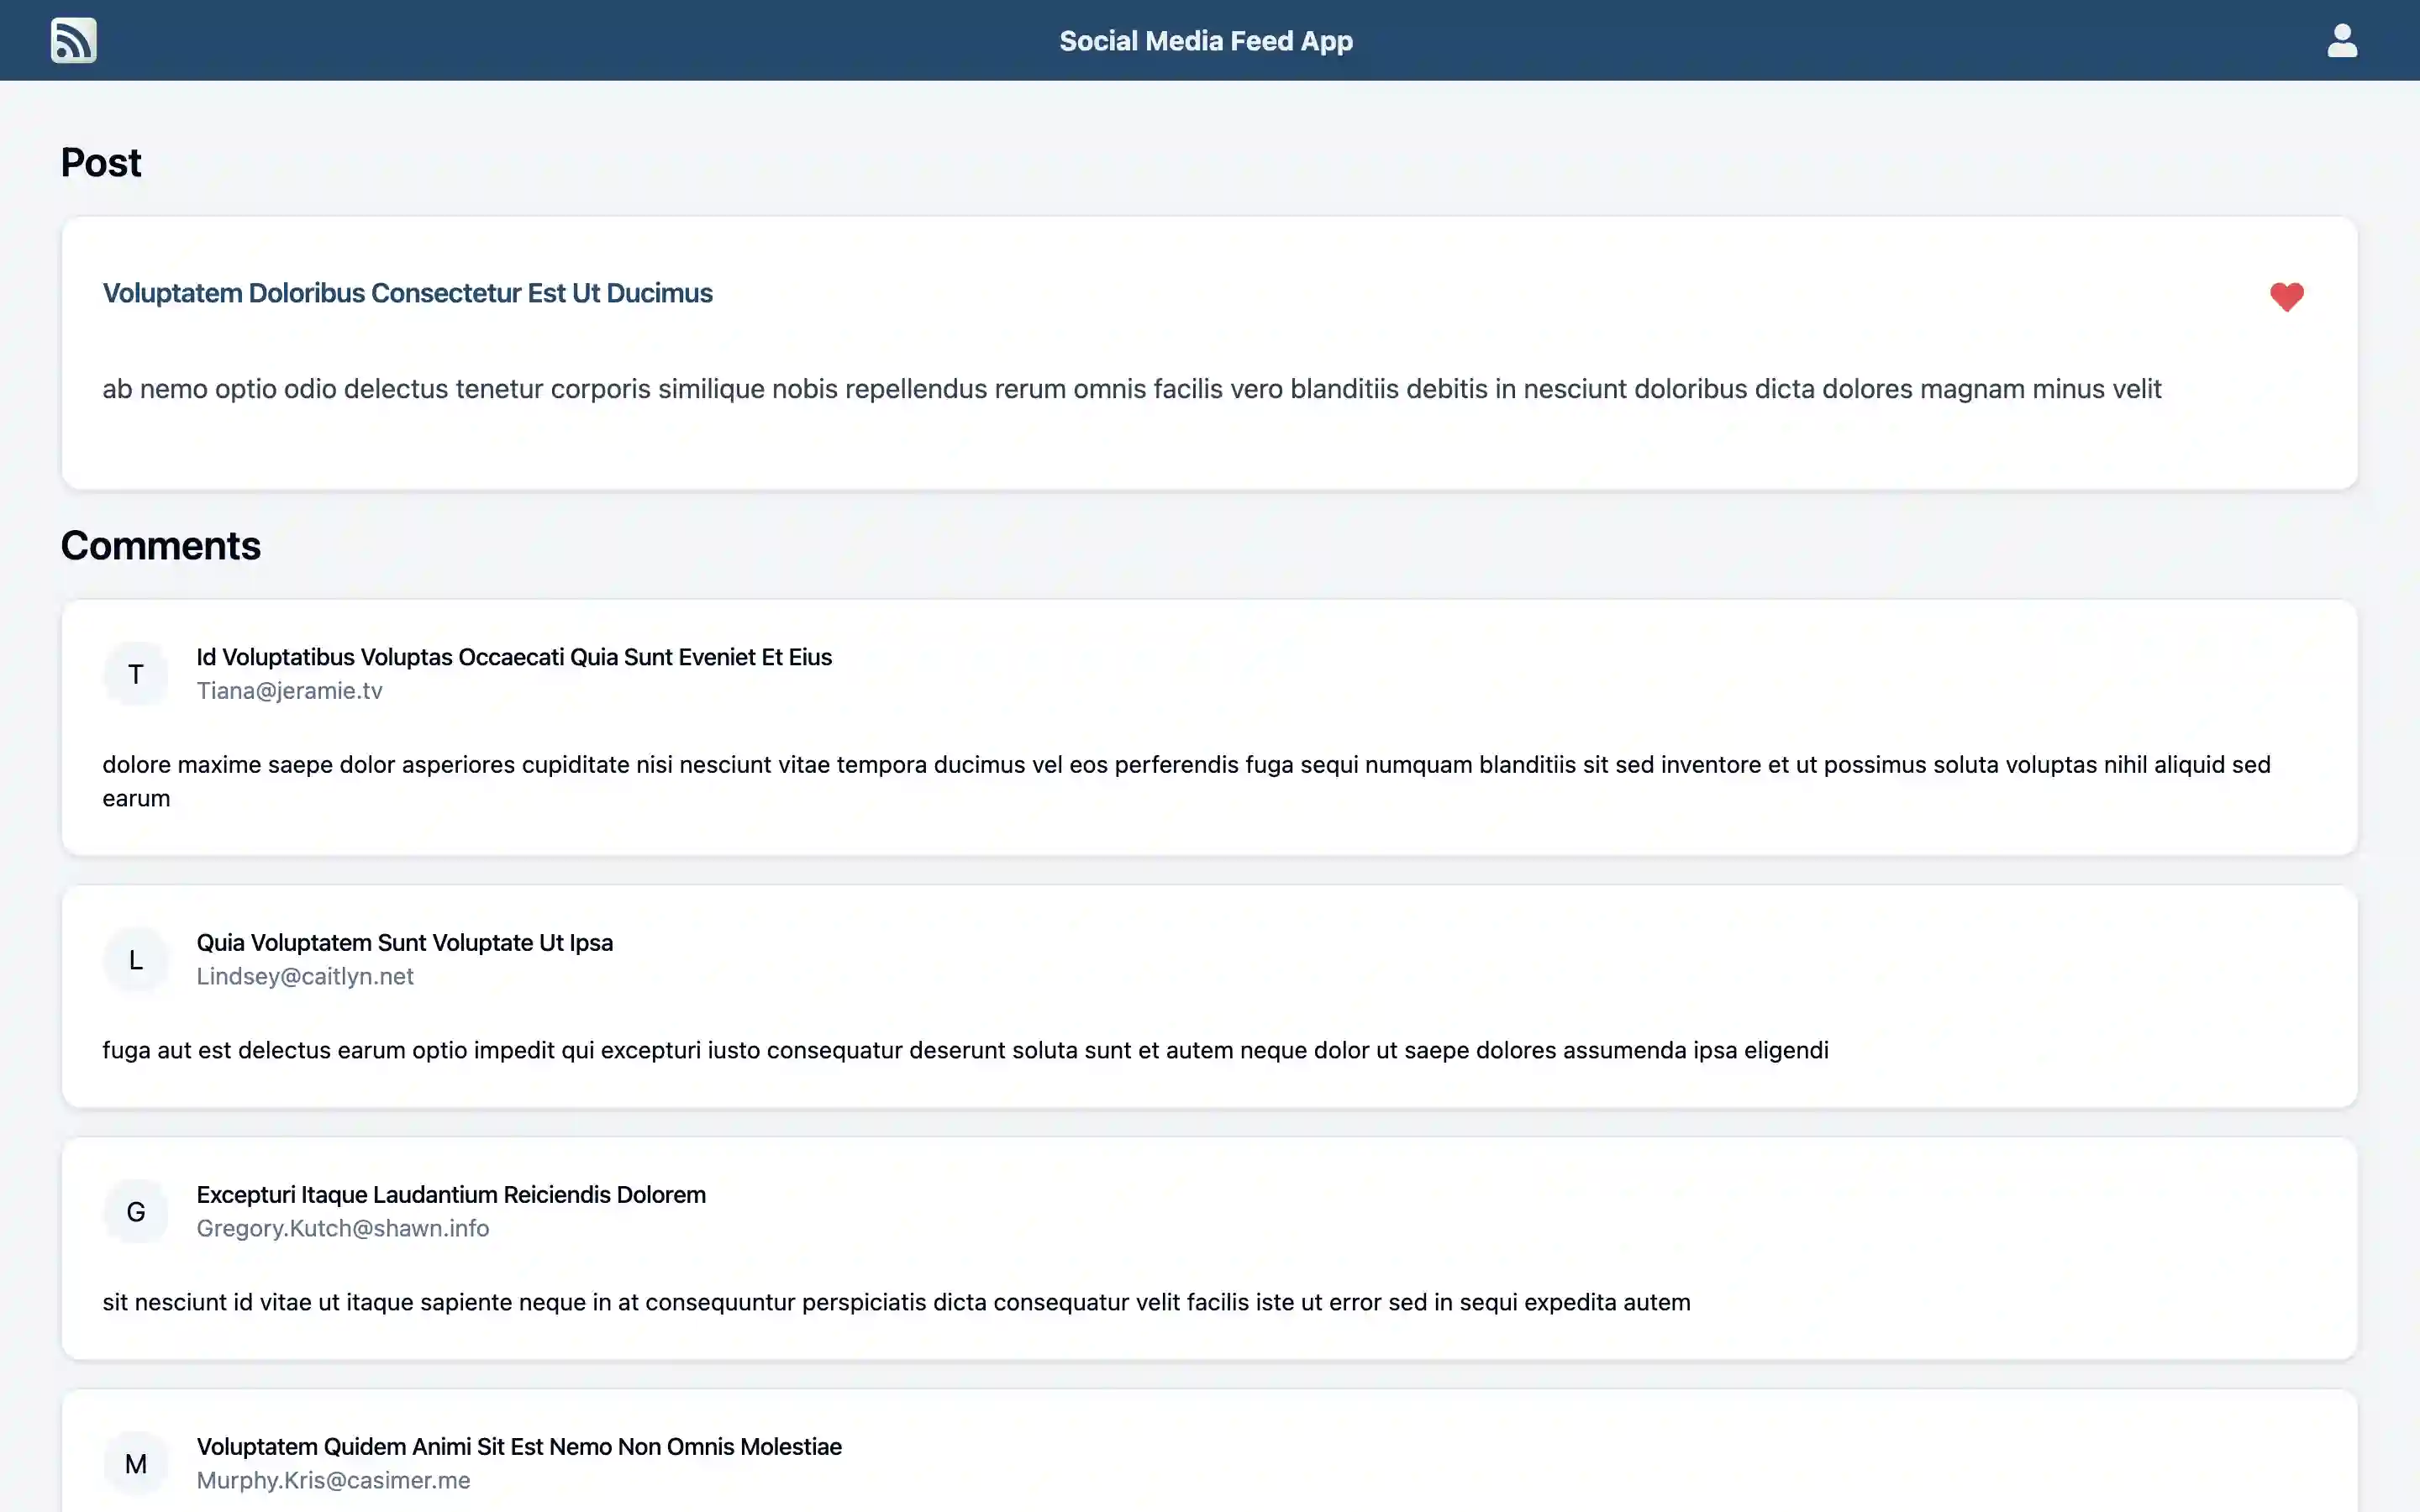 Social Media Feed App
Post
Voluptatem Doloribus Consectetur Est Ut Ducimus
ab nemo optio odio delectus tenetur corporis similique nobis repellendus rerum omnis facilis vero blanditiis debitis in nesciunt doloribus dicta dolores magnam minus velit
Comments
T
Id Voluptatibus Voluptas Occaecati Quia Sunt Eveniet Et Eius
Tiana@jeramie.tv
dolore maxime saepe dolor asperiores cupiditate nisi nesciunt vitae tempora ducimus vel eos perferendis fuga sequi numquam blanditiis sit sed inventore et ut possimus soluta voluptas nihil aliquid sed
earum
L
Quia Voluptatem Sunt Voluptate Ut Ipsa
Lindsey@caitlyn.net
fuga aut est delectus earum optio impedit qui excepturi iusto consequatur deserunt soluta sunt et autem neque dolor ut saepe dolores assumenda ipsa eligendi
G
Excepturi Itaque Laudantium Reiciendis Dolorem
Gregory.Kutch@shawn.info
sit nesciunt id vitae ut itaque sapiente neque in at consequuntur perspiciatis dicta consequatur velit facilis iste ut error sed in sequi expedita autem
M
Voluptatem Quidem Animi Sit Est Nemo Non Omnis Molestiae
Murphy.Kris@casimer.me